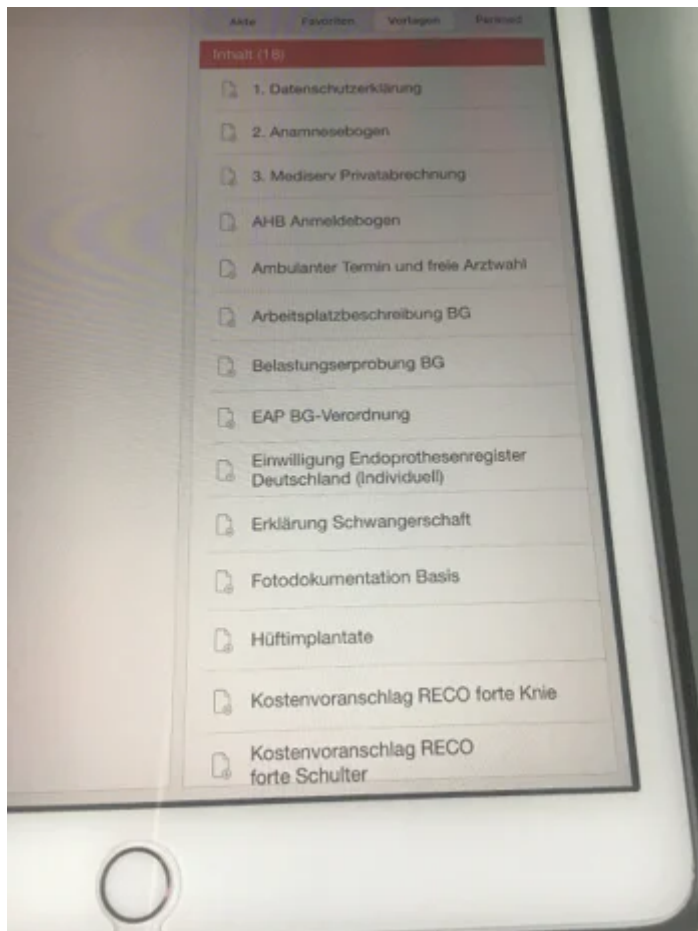 Akte Favoriten Vorlagen
Inhalt (18)
1. Datenschutzerklärung
2. Anamnesebogen
3. Mediserv Privatabrechnung
AHB Anmeldebogen
Ambulanter Termin und freie Arztwahl
Arbeitsplatzbeschreibung BG
Belastungserprobung BG
EAP BG-Verordnung
Einwilligung Endoprothesenregister
Deutschland (Individuell)
Erklärung Schwangerschaft
Fotodokumentation Basis
Hüftimplantate
Kostenvoranschlag RECO forte Knie
Kostenvoranschlag RECO
forte Schulter